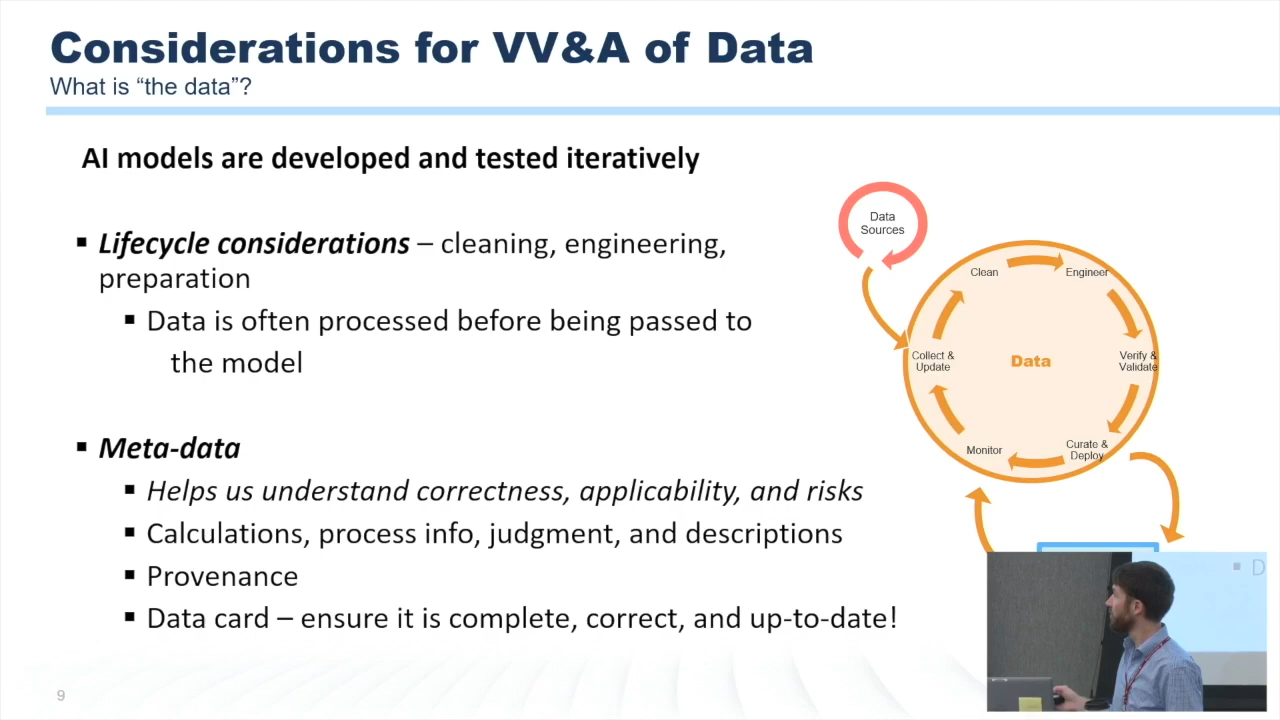 Considerations for VV&A of Data
What is “the data”?
AI models are developed and tested iteratively
▪ Lifecycle considerations – cleaning, engineering,
preparation
▪ Data is often processed before being passed to
the model
▪ Meta-data
▪ Helps us understand correctness, applicability, and risks
▪ Calculations, process info, judgment, and descriptions
▪ Provenance
▪ Data card – ensure it is complete, correct, and up-to-date!
Data
Sources
Clean
Engineer
Collect &
Update
Data
Verify &
Validate
Monitor
Curate &
Deploy
▪ D
9